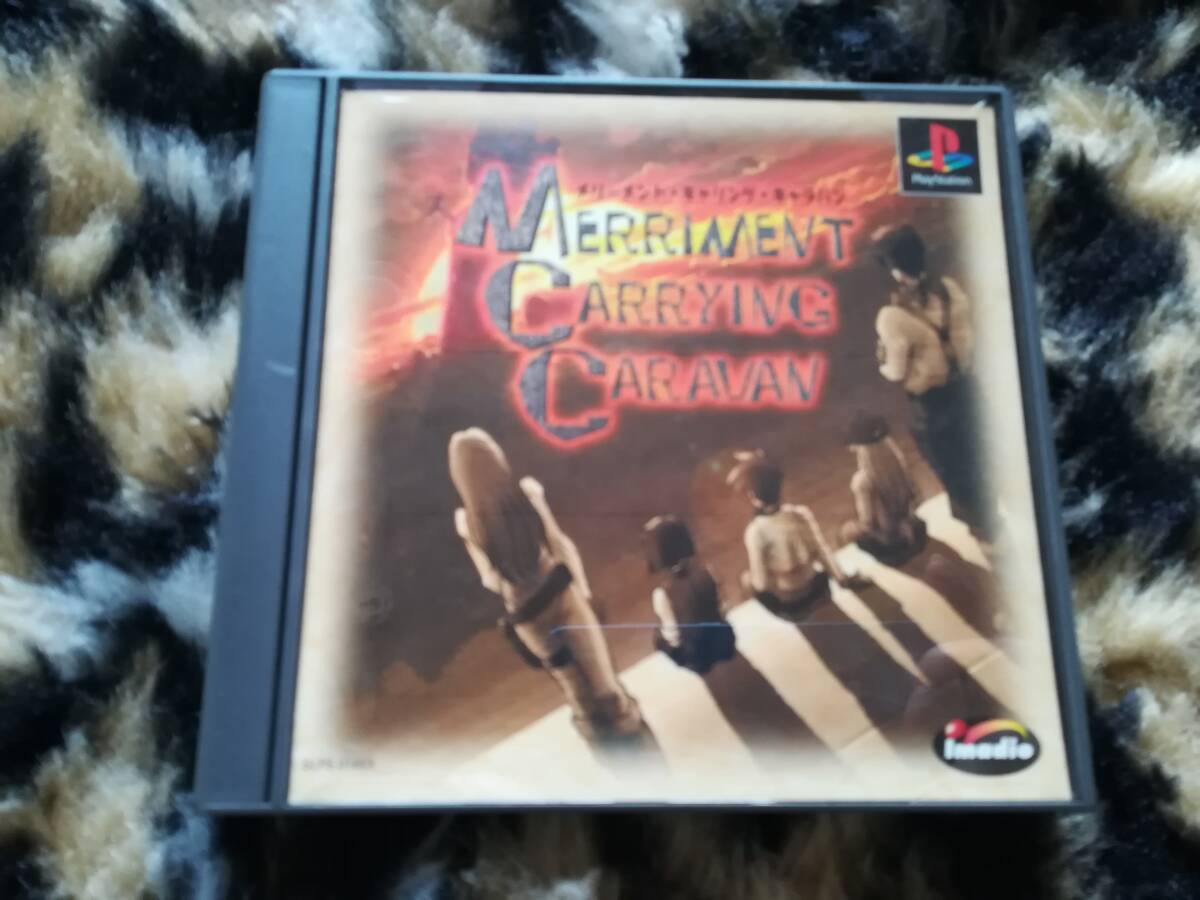 PlayStation
メリーメント・キャリング・キャラバン
MERRIMENT
CARRYING
CARAVAN
Imadio